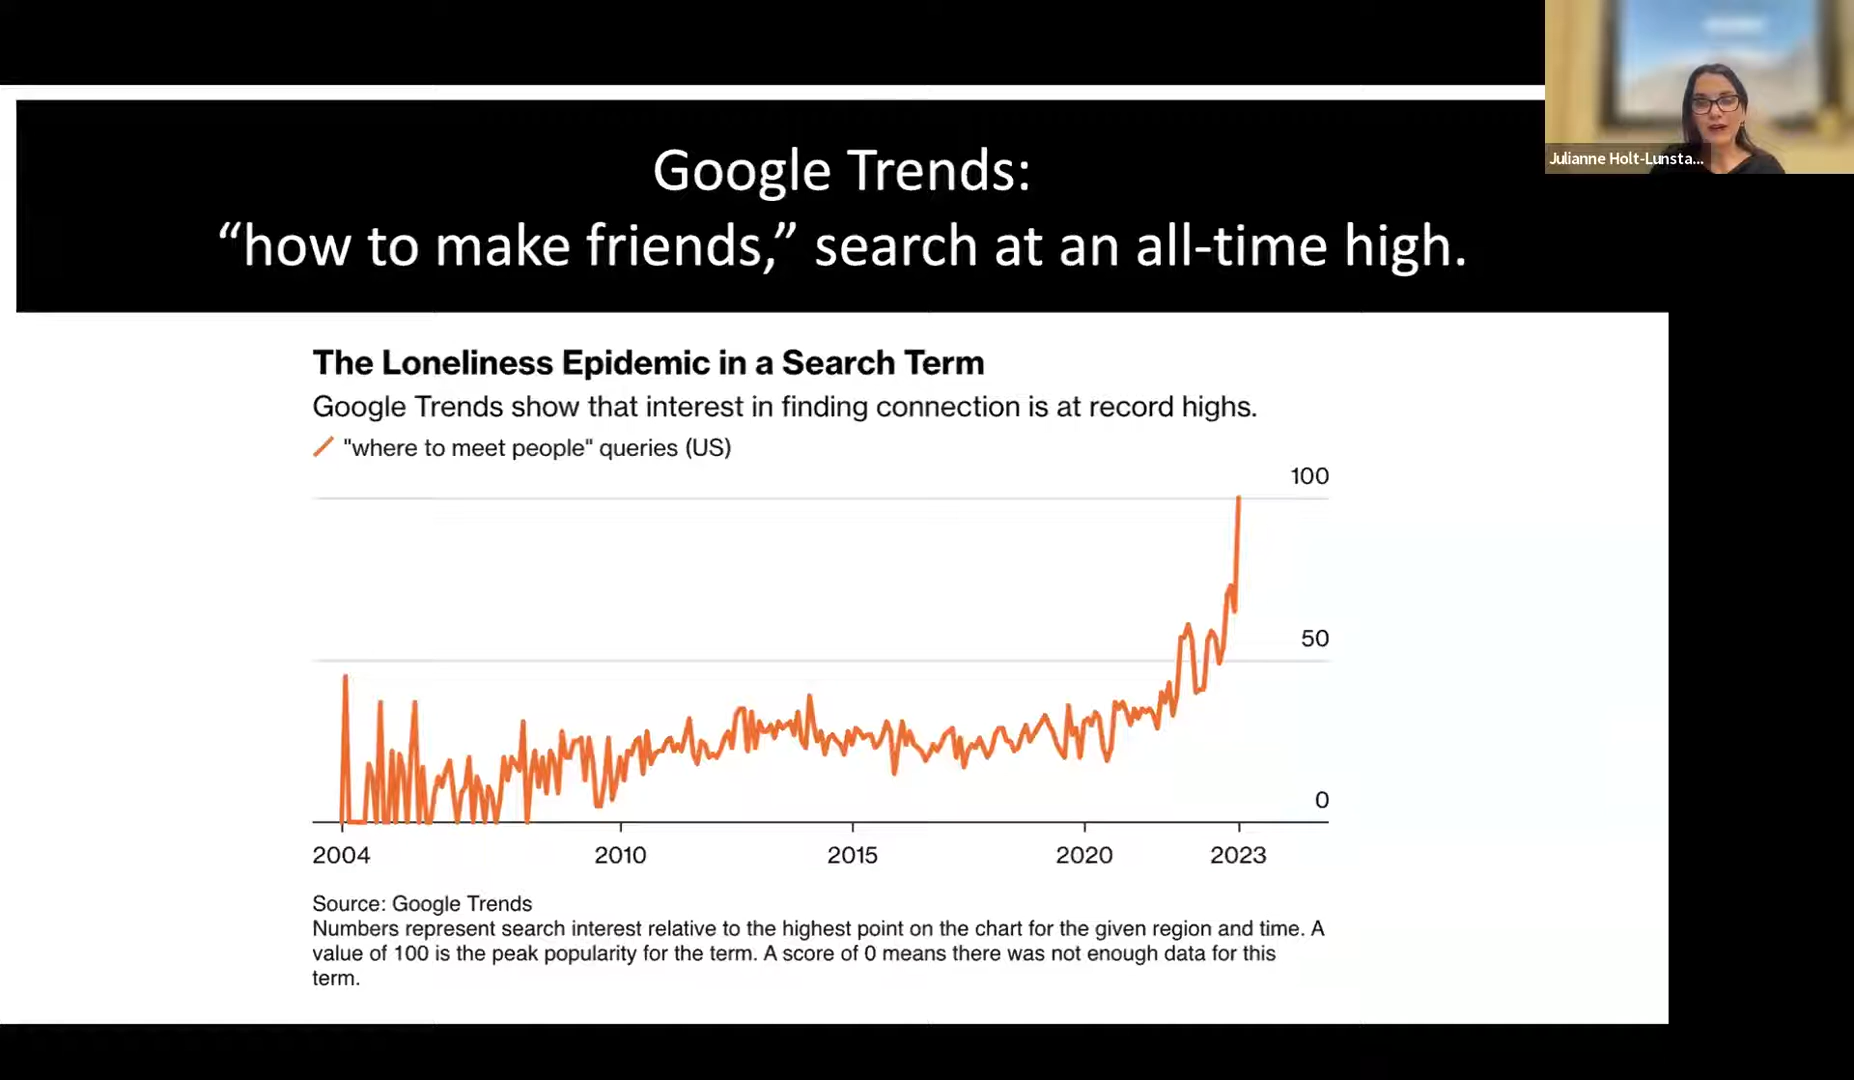 Google Trends:
“how to make friends,” search at an all-time high.
Julianne Holt-Lunsta...
The Loneliness Epidemic in a Search Term
Google Trends show that interest in finding connection is at record highs.
"where to meet people" queries (US)
100
50
0
2004 2010 2015 2020 2023
Source: Google Trends
Numbers represent search interest relative to the highest point on the chart for the given region and time. A
value of 100 is the peak popularity for the term. A score of 0 means there was not enough data for this
term.